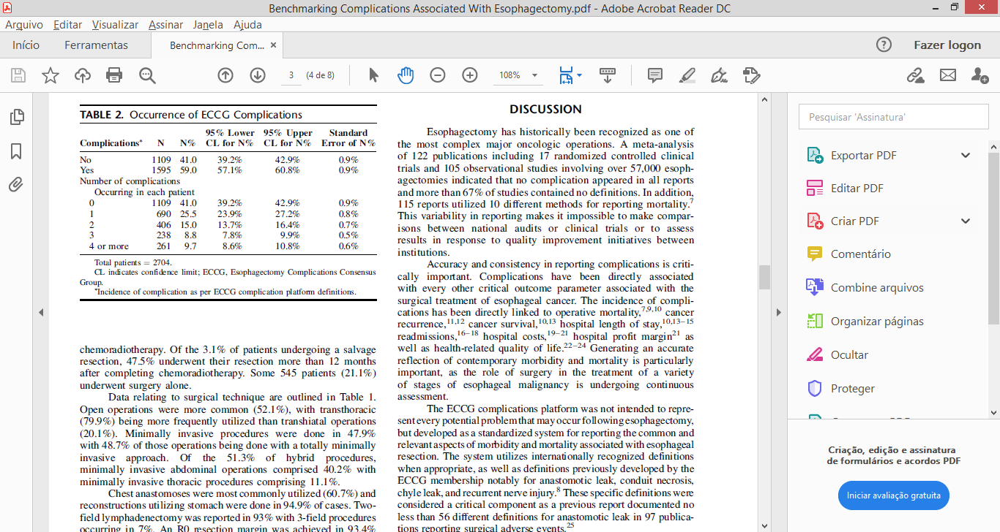 Benchmarking Complications Associated With Esophagectomy.pdf - Adobe Acrobat Reader DC
Arquivo Editar Visualizar Assinar Janela Ajuda
Início Ferramentas Benchmarking Com... × Fazer logon
3 (4 de 8) 108%
TABLE 2. Occurrence of ECCG Complications
95% Lower 95% Upper Standard
Complications* N N% CL for N% CL for N% Error of N%
No 1109 41.0 39.2% 42.9% 0.9%
Yes 1595 59.0 57.1% 60.8% 0.9%
Number of complications
Occurring in each patient
0 1109 41.0 39.2% 42.9% 0.9%
1 690 25.5 23.9% 27.2% 0.8%
2 406 15.0 13.7% 16.4% 0.7%
3 238 8.8 7.8% 9.9% 0.5%
4 or more 261 9.7 8.6% 10.8% 0.6%
Total patients = 2704.
CL indicates confidence limit; ECCG, Esophagectomy Complications Consensus
Group.
*Incidence of complication as per ECCG complication platform definitions.
chemoradiotherapy. Of the 3.1% of patients undergoing a salvage
resection, 47.5% underwent their resection more than 12 months
after completing chemoradiotherapy. Some 545 patients (21.1%)
underwent surgery alone.
Data relating to surgical technique are outlined in Table 1.
Open operations were more common (52.1%), with transthoracic
(79.9%) being more frequently utilized than transhiatal operations
(20.1%). Minimally invasive procedures were done in 47.9%
with 48.7% of those operations being done with a totally minimally
invasive approach. Of the 51.3% of hybrid procedures,
minimally invasive abdominal operations comprised 40.2% with
minimally invasive thoracic procedures comprising 11.1%.
Chest anastomoses were most commonly utilized (60.7%) and
reconstructions utilizing stomach were done in 94.9% of cases. Two-
field lymphadenectomy was reported in 93% with 3-field procedures
occurring in 7%. An R0 resection margin was achieved in 93.4%
DISCUSSION
Esophagectomy has historically been recognized as one of
the most complex major oncologic operations. A meta-analysis
of 122 publications including 17 randomized controlled clinical
trials and 105 observational studies involving over 57,000 esoph-
agectomies indicated that no complication appeared in all reports
and more than 67% of studies contained no definitions. In addition,
115 reports utilized 10 different methods for reporting mortality.7
This variability in reporting makes it impossible to make compar-
isons between national audits or clinical trials or to assess
results in response to quality improvement initiatives between
institutions.
Accuracy and consistency in reporting complications is criti-
cally important. Complications have been directly associated
with every other critical outcome parameter associated with the
surgical treatment of esophageal cancer. The incidence of compli-
cations has been directly linked to operative mortality,7,9,10 cancer
recurrence,11,12 cancer survival,10,13 hospital length of stay,10,13–15
readmissions,16–18 hospital costs,19–21 hospital profit margin21 as
well as health-related quality of life.22–24 Generating an accurate
reflection of contemporary morbidity and mortality is particularly
important, as the role of surgery in the treatment of a variety
of stages of esophageal malignancy is undergoing continuous
assessment.
The ECCG complications platform was not intended to repre-
sent every potential problem that may occur following esophagectomy,
but developed as a standardized system for reporting the common and
relevant aspects of morbidity and mortality associated with esophageal
resection. The system utilizes internationally recognized definitions
when appropriate, as well as definitions previously developed by the
ECCG membership notably for anastomotic leak, conduit necrosis,
chyle leak, and recurrent nerve injury.8 These specific definitions were
considered a critical component as a previous report documented no
less than 56 different definitions for anastomotic leak in 97 publica-
tions reporting surgical adverse events.25
Pesquisar 'Assinatura'
Exportar PDF
Editar PDF
Criar PDF
Comentário
Combine arquivos
Organizar páginas
Ocultar
Proteger
Criação, edição e assinatura
de formulários e acordos PDF
Iniciar avaliação gratuita